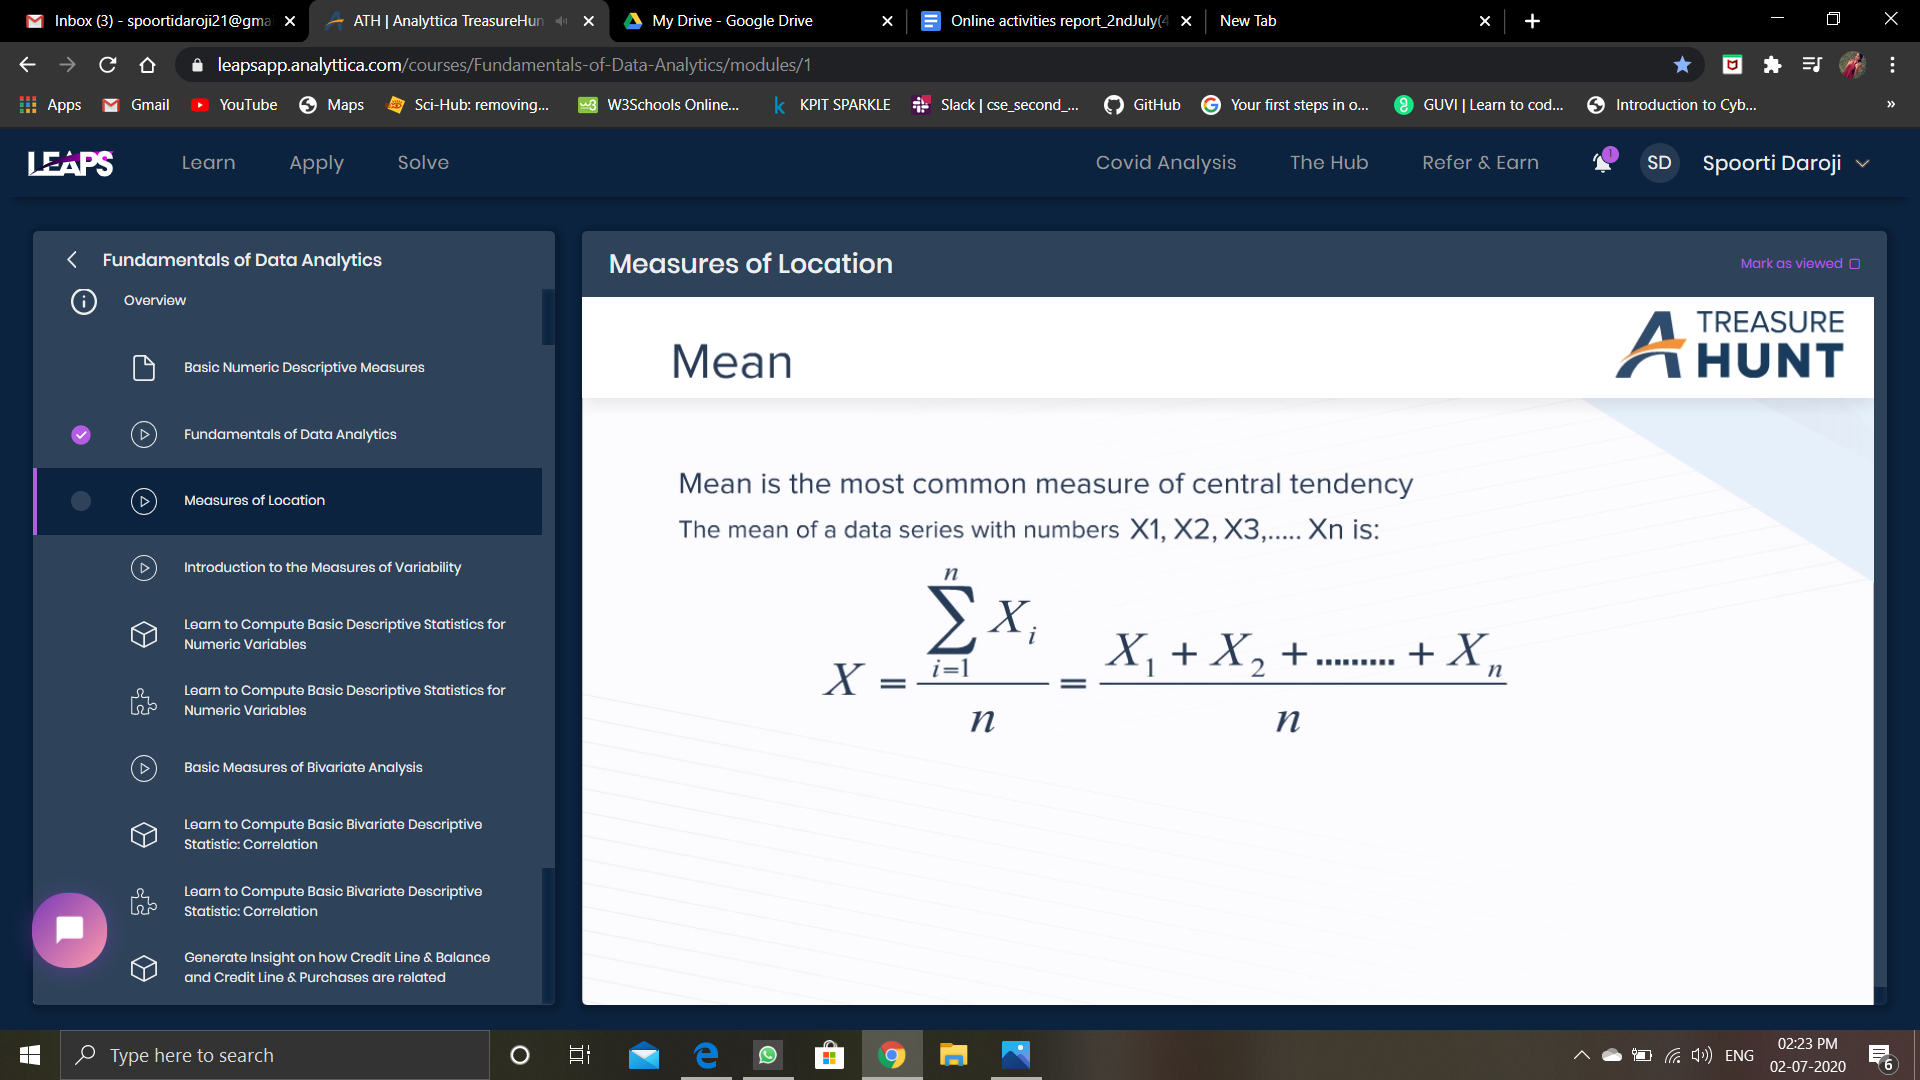 Inbox (3) - spoortidaroji21@gma
ATH | Analyttica TreasureHun
My Drive - Google Drive
Online activities report_2ndJuly(4
New Tab
leapsapp.analyttica.com/courses/Fundamentals-of-Data-Analytics/modules/1
Apps
Gmail
YouTube
Maps
Sci-Hub: removing...
W3Schools Online...
KPIT SPARKLE
Slack | cse_second_...
GitHub
Your first steps in o...
GUVI | Learn to cod...
Introduction to Cyb...
»
LEAPS
Learn
Apply
Solve
Covid Analysis
The Hub
Refer & Earn
1
SD
Spoorti Daroji
Fundamentals of Data Analytics
Overview
Basic Numeric Descriptive Measures
Fundamentals of Data Analytics
Measures of Location
Introduction to the Measures of Variability
Learn to Compute Basic Descriptive Statistics for
Numeric Variables
Learn to Compute Basic Descriptive Statistics for
Numeric Variables
Basic Measures of Bivariate Analysis
Learn to Compute Basic Bivariate Descriptive
Statistic: Correlation
Learn to Compute Basic Bivariate Descriptive
Statistic: Correlation
Generate Insight on how Credit Line & Balance
and Credit Line & Purchases are related
Measures of Location
Mark as viewed
Mean
TREASURE
HUNT
Mean is the most common measure of central tendency
The mean of a data series with numbers X1, X2, X3,..... Xn is:
X = ∑ⁿᵢ₌₁ Xᵢ / n = X₁ + X₂ + ......... + Xₙ / n
Type here to search
ENG
02:23 PM
02-07-2020
6